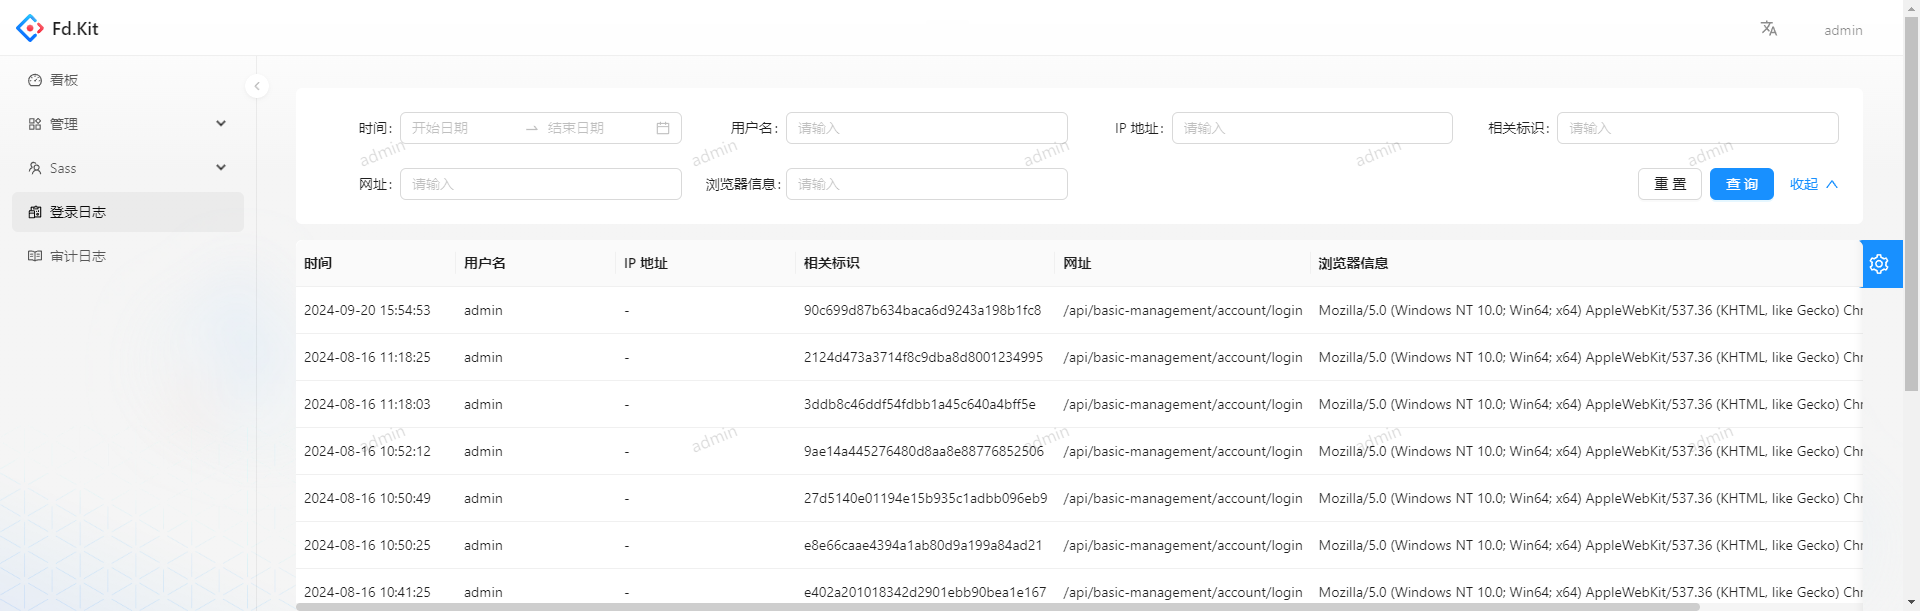 Fd.Kit
admin
看板
管理
Sass
登录日志
审计日志
时间: 开始日期 → 结束日期 用户名: 请输入 IP 地址: 请输入 相关标识: 请输入
admin admin admin admin admin
网址: 请输入 浏览器信息: 请输入 重 置 查 询 收起
时间 用户名 IP 地址 相关标识 网址 浏览器信息
2024-09-20 15:54:53 admin - 90c699d87b634baca6d9243a198b1fc8 /api/basic-management/account/login Mozilla/5.0 (Windows NT 10.0; Win64; x64) AppleWebKit/537.36 (KHTML, like Gecko) Chr
2024-08-16 11:18:25 admin - 2124d473a3714f8c9dba8d8001234995 /api/basic-management/account/login Mozilla/5.0 (Windows NT 10.0; Win64; x64) AppleWebKit/537.36 (KHTML, like Gecko) Chr
2024-08-16 11:18:03 admin - 3ddb8c46ddf54fdbb1a45c640a4bff5e /api/basic-management/account/login Mozilla/5.0 (Windows NT 10.0; Win64; x64) AppleWebKit/537.36 (KHTML, like Gecko) Chr
admin admin admin admin admin
2024-08-16 10:52:12 admin - 9ae14a445276480d8aa8e88776852506 /api/basic-management/account/login Mozilla/5.0 (Windows NT 10.0; Win64; x64) AppleWebKit/537.36 (KHTML, like Gecko) Chr
2024-08-16 10:50:49 admin - 27d5140e01194e15b935c1adbb096eb9 /api/basic-management/account/login Mozilla/5.0 (Windows NT 10.0; Win64; x64) AppleWebKit/537.36 (KHTML, like Gecko) Chr
2024-08-16 10:50:25 admin - e8e66caae4394a1ab80d9a199a84ad21 /api/basic-management/account/login Mozilla/5.0 (Windows NT 10.0; Win64; x64) AppleWebKit/537.36 (KHTML, like Gecko) Chr
2024-08-16 10:41:25 admin - e402a201018342d2901ebb90bea1e167 /api/basic-management/account/login Mozilla/5.0 (Windows NT 10.0; Win64; x64) AppleWebKit/537.36 (KHTML, like Gecko) Chr